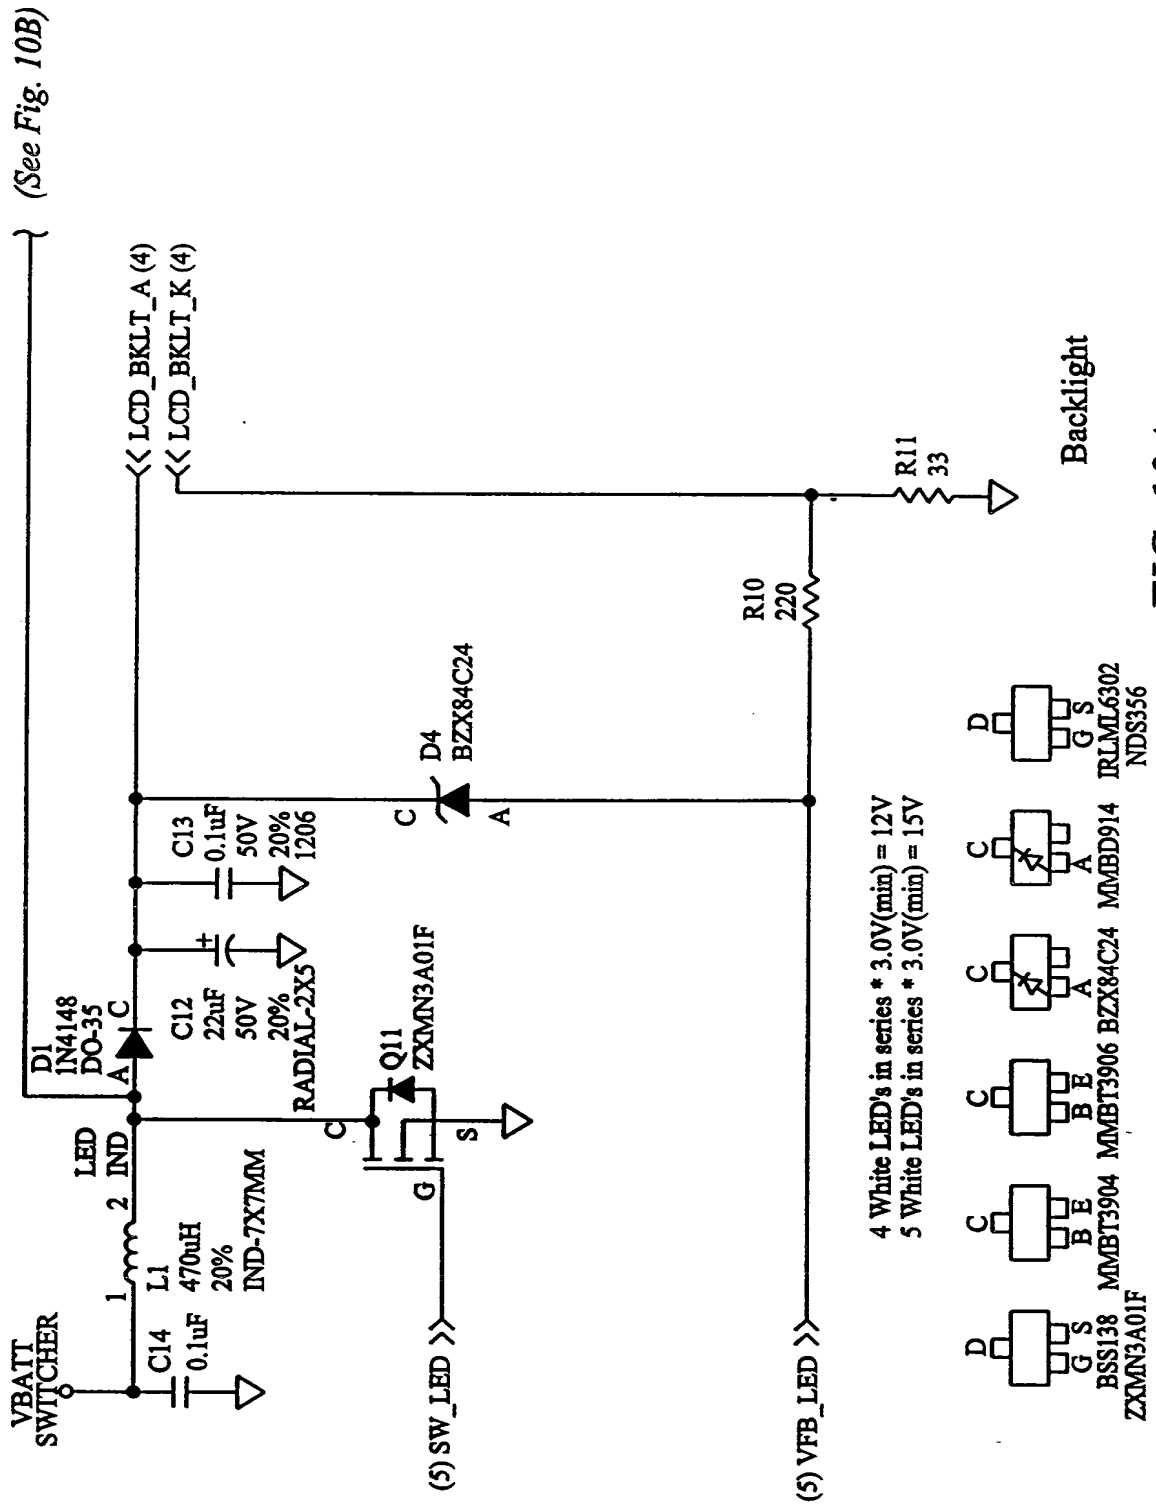 (See Fig. 10B)
VBATT
SWITCHER
C14
0.1uF
1
2
L1
470uH
20%
IND-7X7MM
LED
IND
D1
1N4148
DO-35
A
C
C12
22uF
50V
20%
RADIAL-2X5
+
C13
0.1uF
50V
20%
1206
LCD_BKLT_A (4)
LCD_BKLT_K (4)
C
Q11
ZXMN3A01F
G
S
(5) SW_LED
C
D4
BZX84C24
A
R10
220
R11
33
(5) VFB_LED
4 White LED's in series * 3.0V(min) = 12V
5 White LED's in series * 3.0V(min) = 15V
Backlight
D
G S
BSS138
ZXMN3A01F
C
B E
MMBT3904
C
B E
MMBT3906
C
A
BZX84C24
C
A
MMBD914
D
G S
IRLML6302
NDS356